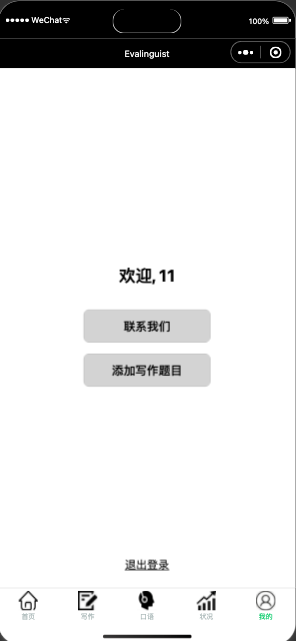 WeChat
100%
Evalinguist
欢迎, 11
联系我们
添加写作题目
退出登录
首页
写作
口语
状况
我的